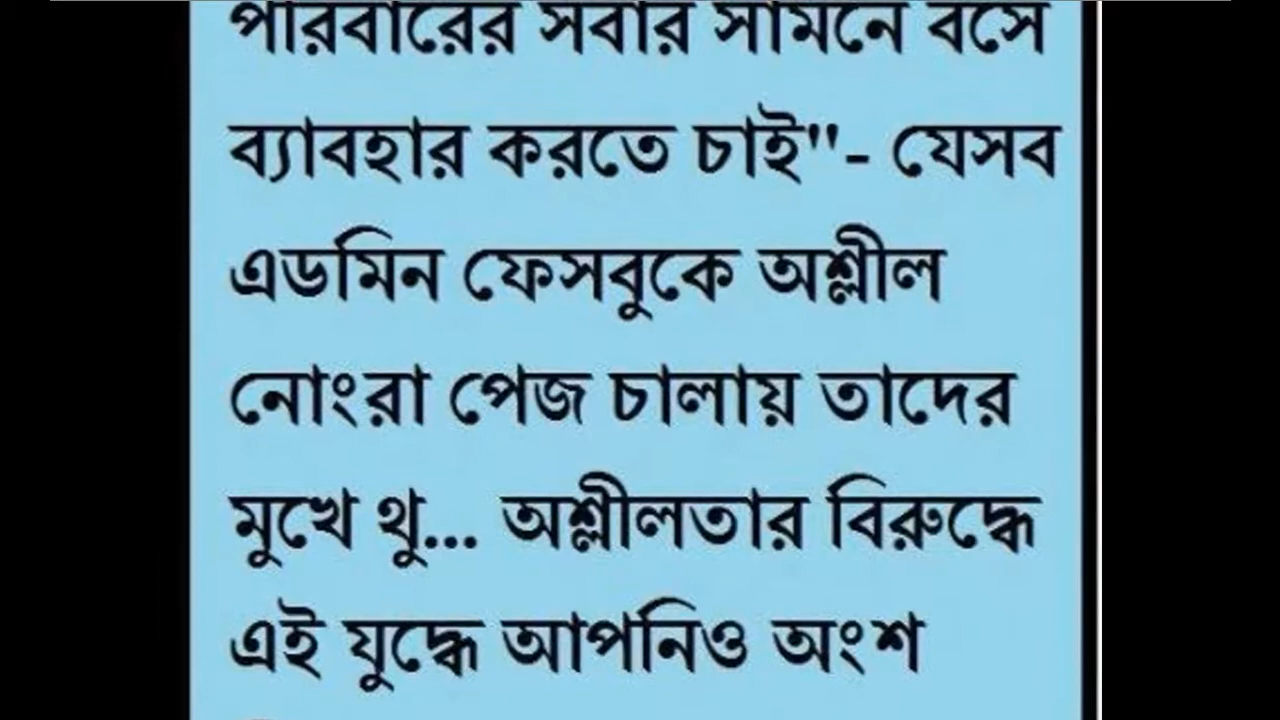 পরিবারের সবার সামনে বসে
ব্যাবহার করতে চাই"- যেসব
এডমিন ফেসবুকে অশ্লীল
নোংরা পেজ চালায় তাদের
মুখে থু... অশ্লীলতার বিরুদ্ধে
এই যুদ্ধে আপনিও অংশ